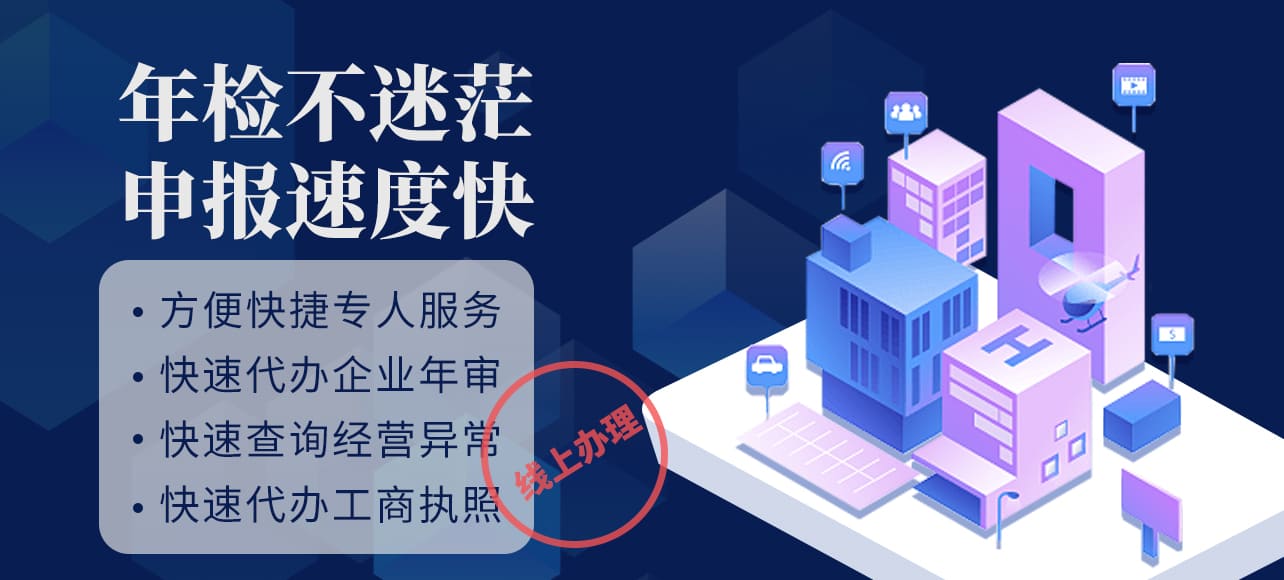 年检不迷茫
申报速度快
• 方便快捷专人服务
• 快速代办企业年审
• 快速查询经营异常
• 快速代办工商执照
线上办理
H
$